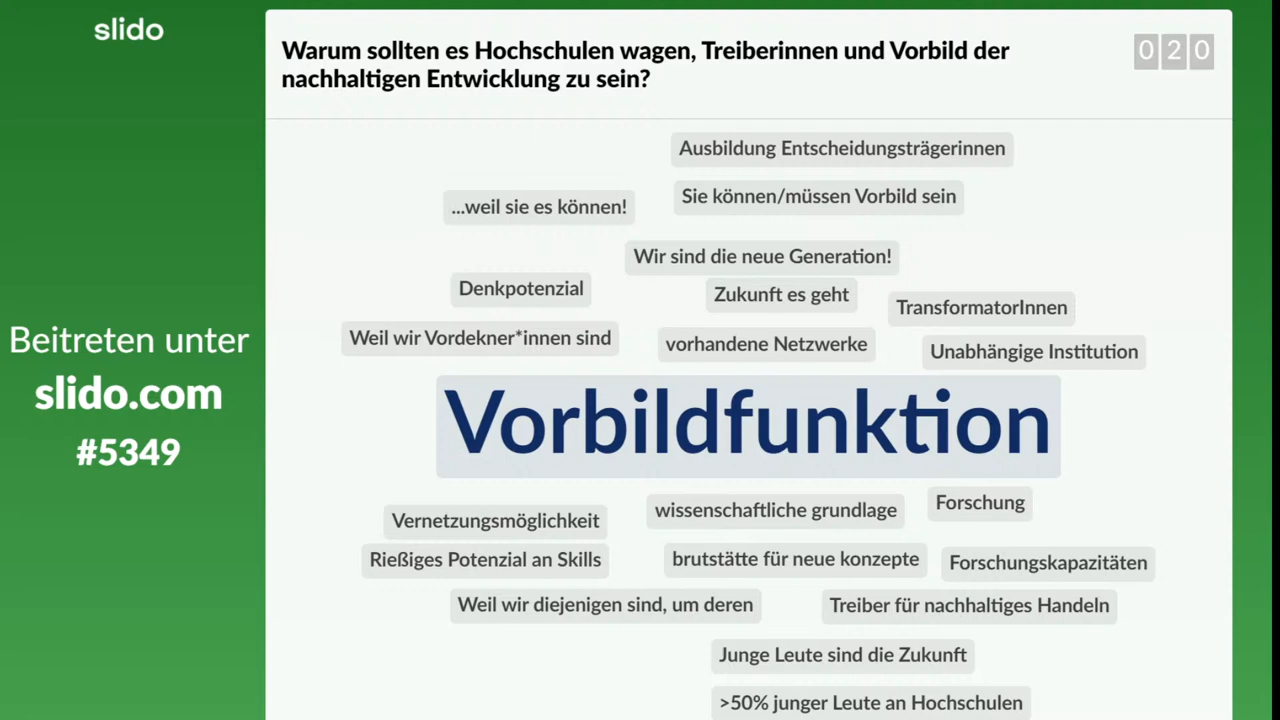 slido
Warum sollten es Hochschulen wagen, Treiberinnen und Vorbild der
nachhaltigen Entwicklung zu sein?
020
Ausbildung Entscheidungsträgerinnen
Sie können/müssen Vorbild sein
...weil sie es können!
Wir sind die neue Generation!
Denkpotenzial
Zukunft es geht
TransformatorInnen
Weil wir Vordekner*innen sind
vorhandene Netzwerke
Unabhängige Institution
Beitreten unter
slido.com
#5349
Vorbildfunktion
Vernetzungsmöglichkeit
wissenschaftliche grundlage
Forschung
Rießiges Potenzial an Skills
brutstätte für neue konzepte
Forschungskapazitäten
Weil wir diejenigen sind, um deren
Treiber für nachhaltiges Handeln
Junge Leute sind die Zukunft
>50% junger Leute an Hochschulen